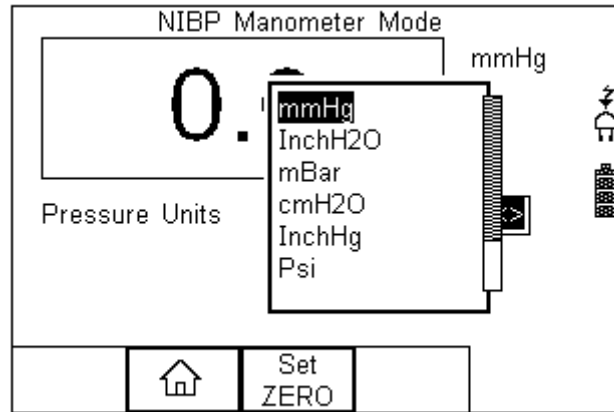 NIBP Manometer Mode
0.
mmHg
mmHg
InchH2O
mBar
cmH2O
InchHg
Psi
Pressure Units
<>
Set
ZERO